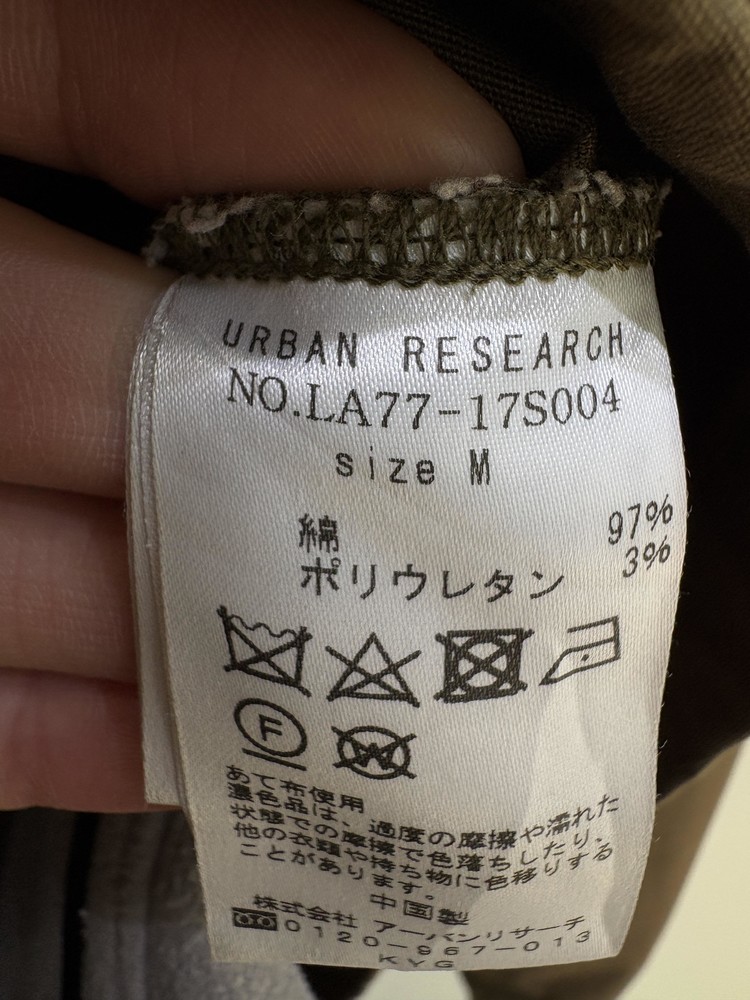 URBAN RESEARCH
NO.LA77-17S004
size M
綿 97%
ポリウレタン 3%
F
W
あて布使用
濃色品は、過度の摩擦や濡れた
状態での摩擦で色落ちしたり、
他の衣類や持ち物に色移りする
ことがあります。
中国製
株式会社 アーバンリサーチ
0120-967-013
KYG